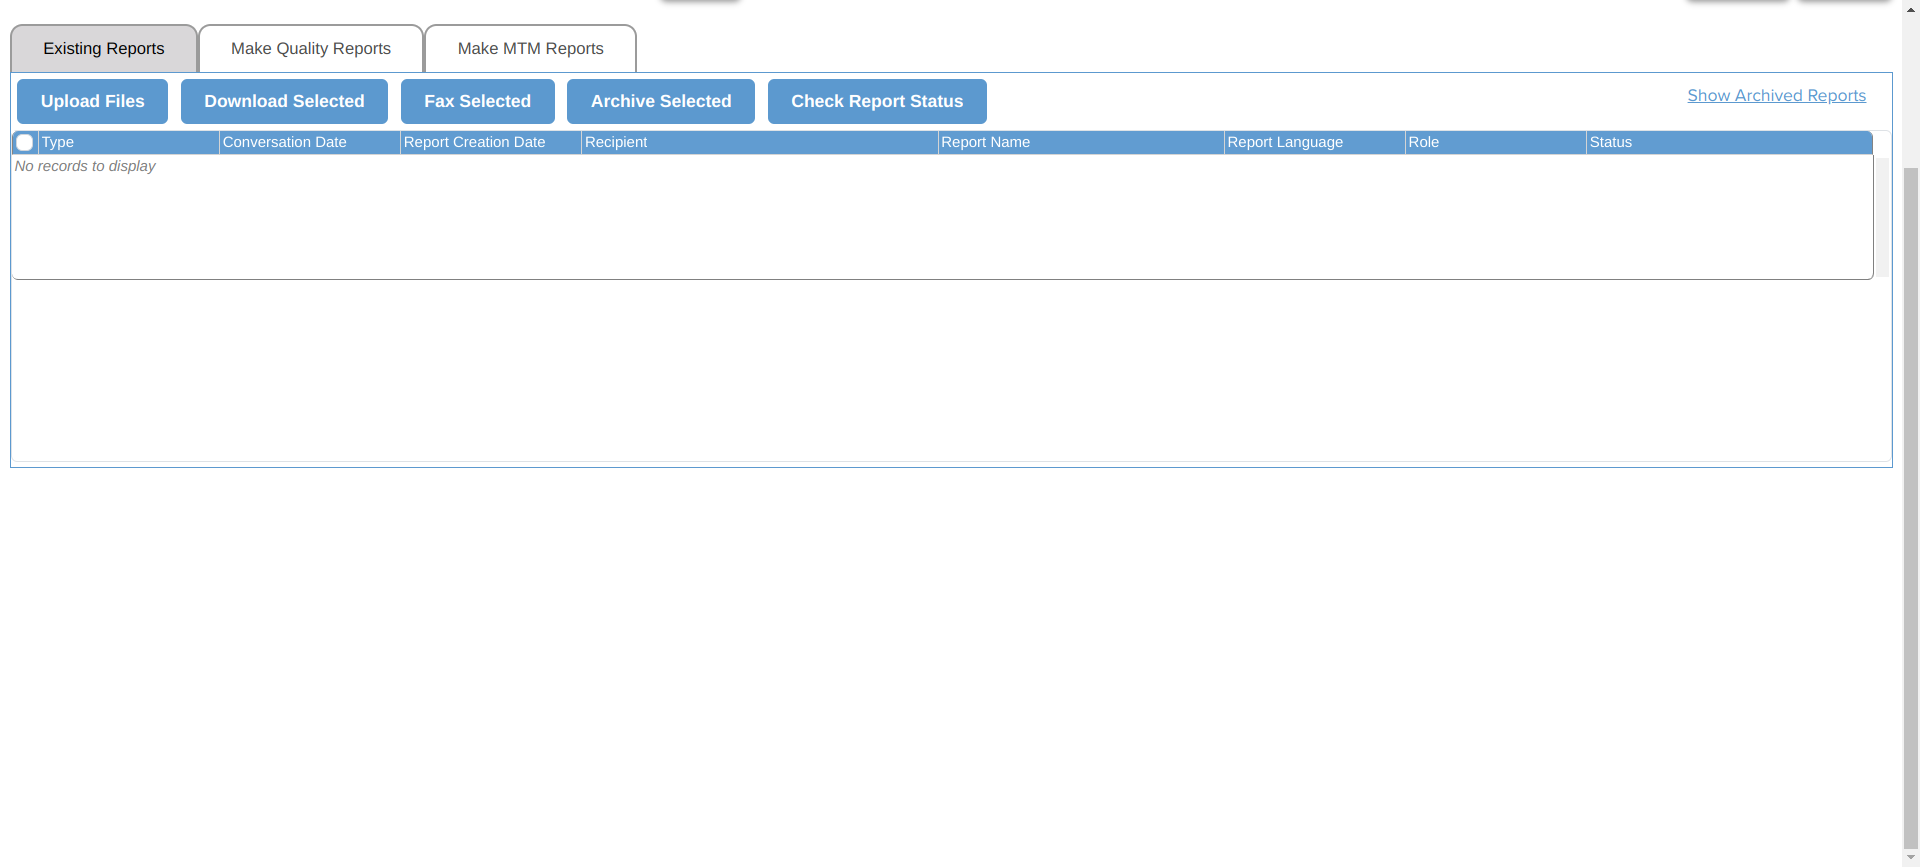 Existing Reports Make Quality Reports Make MTM Reports
Upload Files Download Selected Fax Selected Archive Selected Check Report Status Show Archived Reports
Type Conversation Date Report Creation Date Recipient Report Name Report Language Role Status
No records to display